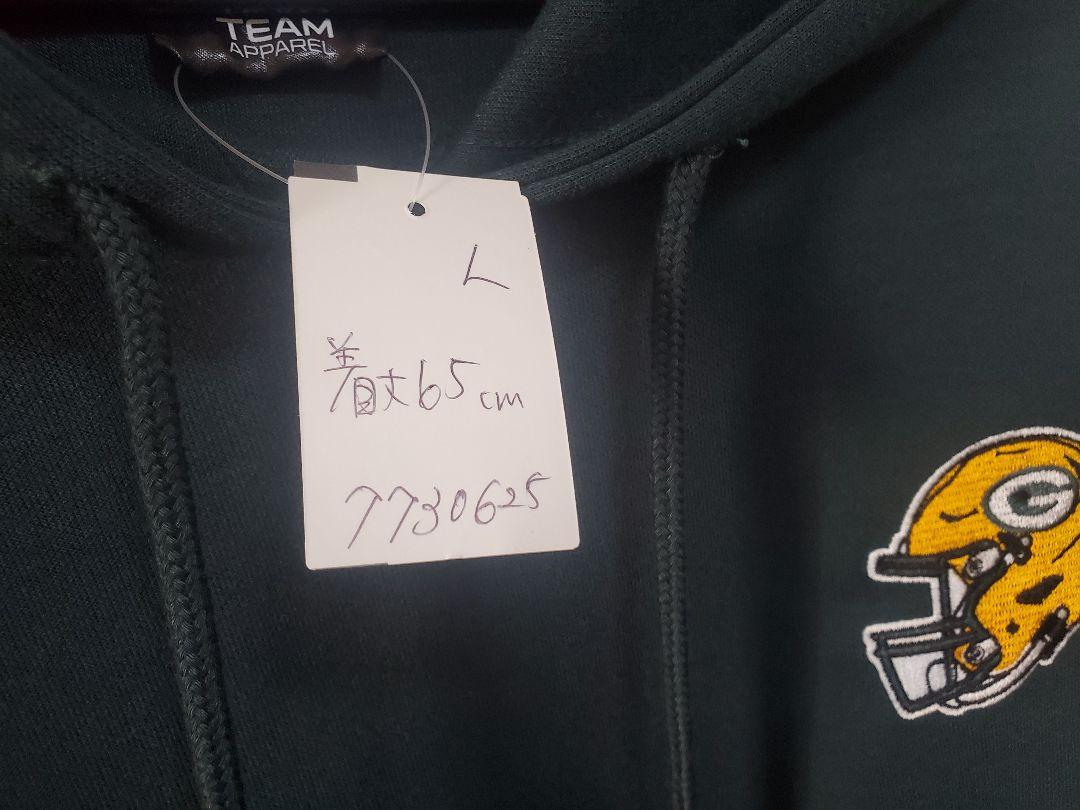 TEAM
APPAREL
L
着丈65cm
7730625
G